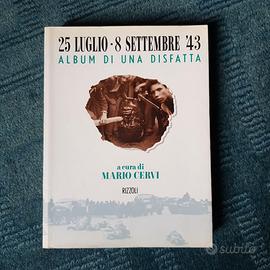 25 LUGLIO - 8 SETTEMBRE '43
ALBUM DI UNA DISFATTA
a cura di
MARIO CERVI
RIZZOLI
subito